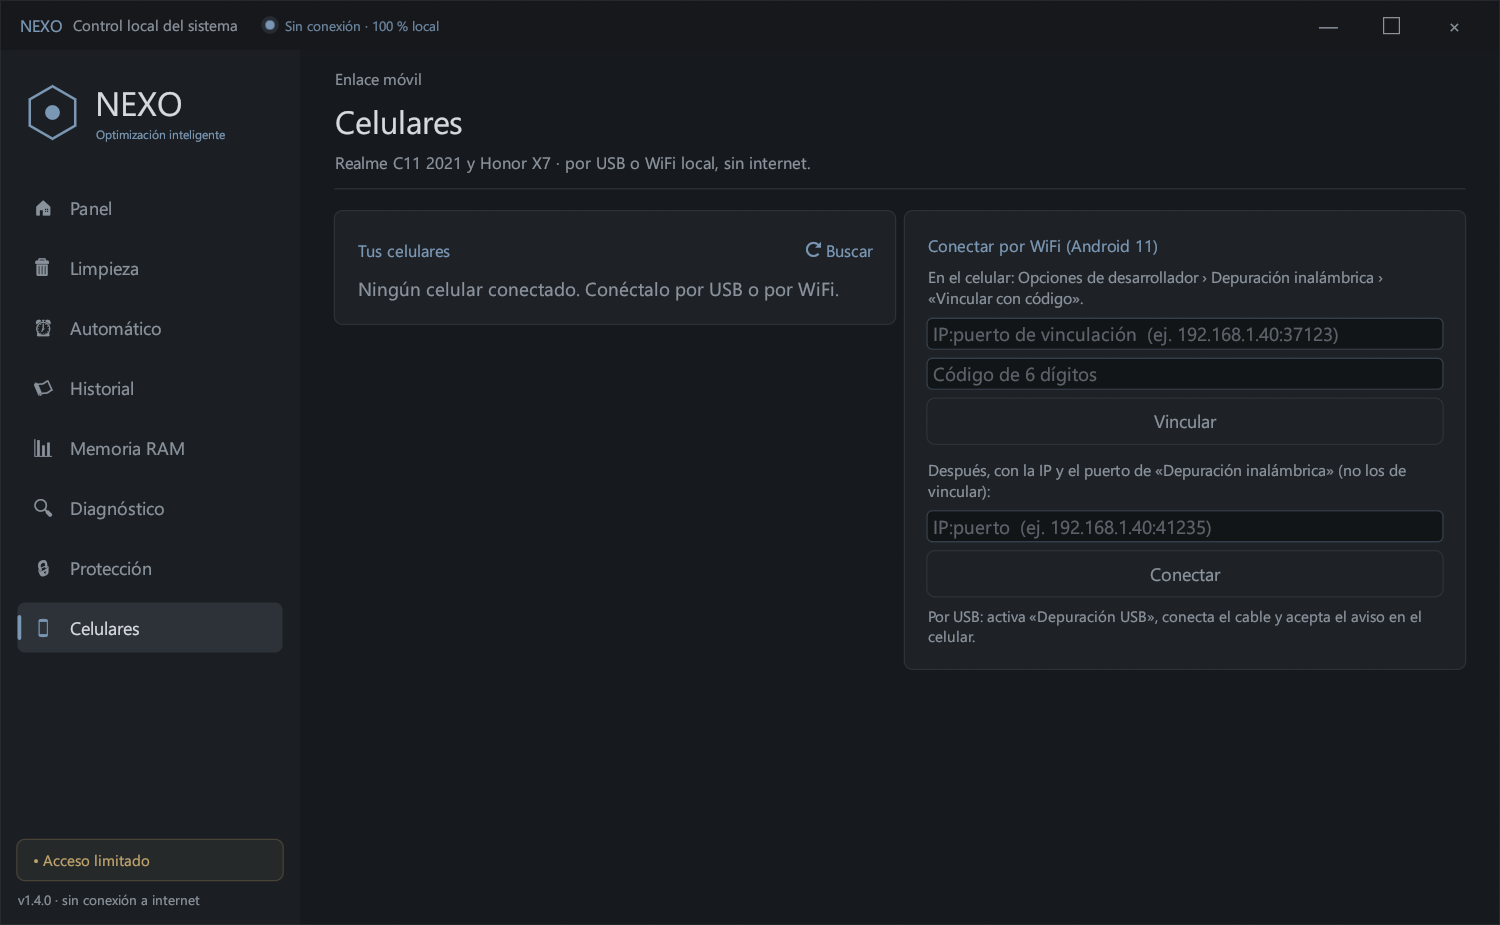 NEXO Control local del sistema Sin conexión · 100 % local
NEXO
Optimización inteligente
Panel
Limpieza
Automático
Historial
Memoria RAM
Diagnóstico
Protección
Celulares
• Acceso limitado
v1.4.0 · sin conexión a internet
Enlace móvil
Celulares
Realme C11 2021 y Honor X7 · por USB o WiFi local, sin internet.
Tus celulares
Buscar
Ningún celular conectado. Conéctalo por USB o por WiFi.
Conectar por WiFi (Android 11)
En el celular: Opciones de desarrollador › Depuración inalámbrica ›
«Vincular con código».
IP:puerto de vinculación (ej. 192.168.1.40:37123)
Código de 6 dígitos
Vincular
Después, con la IP y el puerto de «Depuración inalámbrica» (no los de
vincular):
IP:puerto (ej. 192.168.1.40:41235)
Conectar
Por USB: activa «Depuración USB», conecta el cable y acepta el aviso en el
celular.